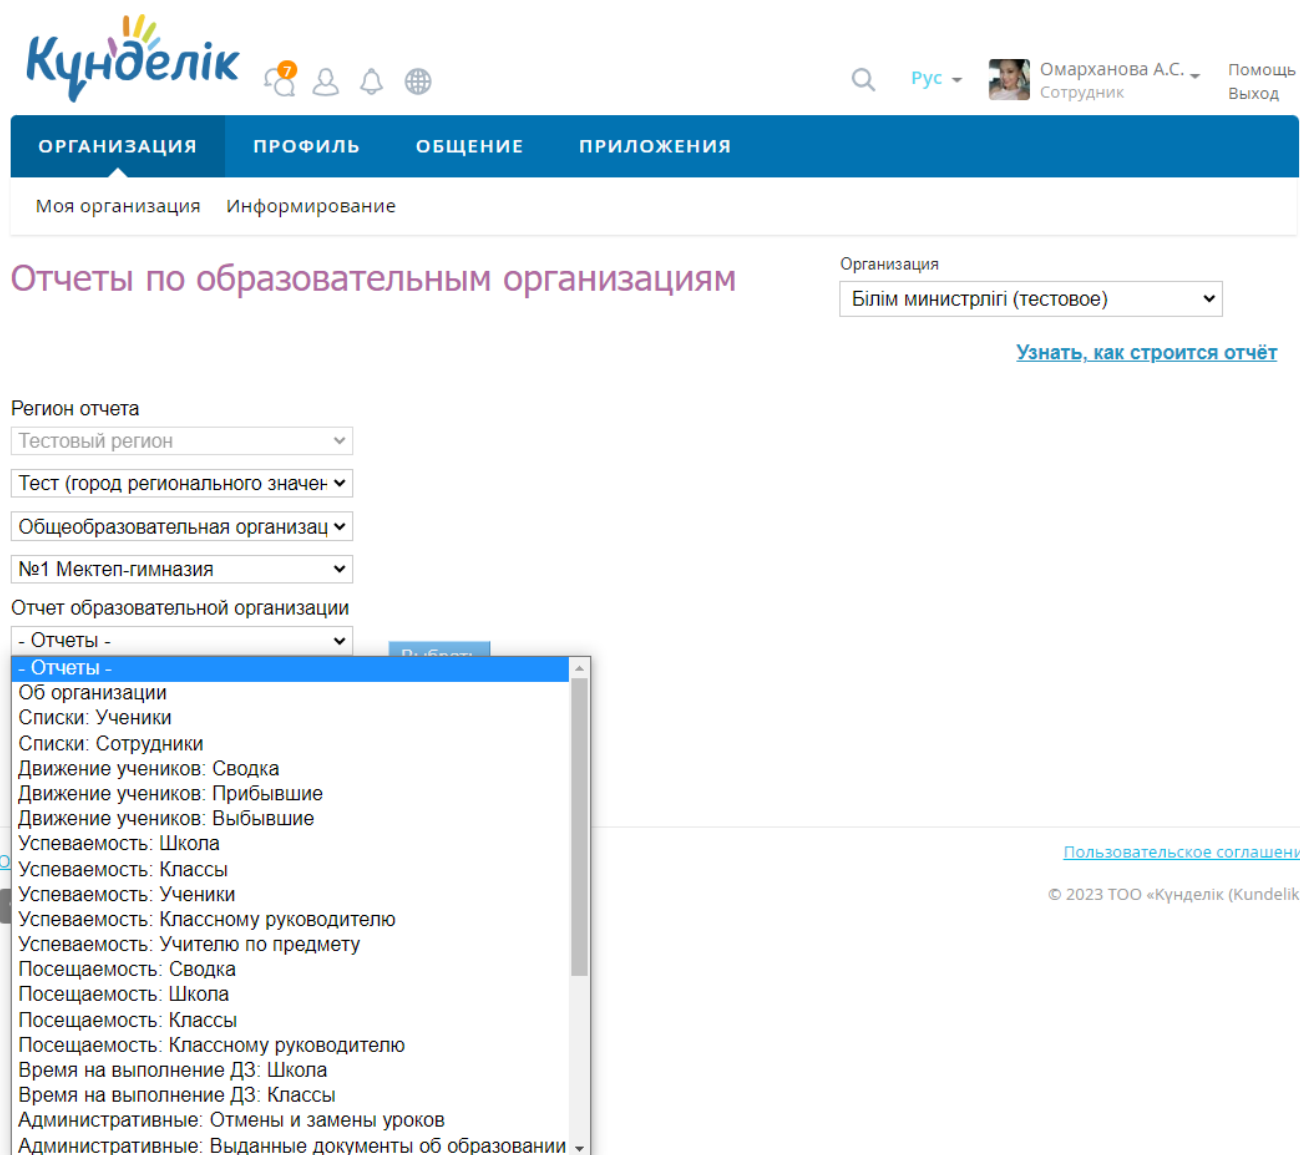 Күнделік
7
Рус
Омарханова А.С.
Сотрудник
Помощь
Выход
ОРГАНИЗАЦИЯ ПРОФИЛЬ ОБЩЕНИЕ ПРИЛОЖЕНИЯ
Моя организация Информирование
Отчеты по образовательным организациям
Организация
Білім министрлігі (тестовое)
Узнать, как строится отчёт
Регион отчета
Тестовый регион
Тест (город регионального значен
Общеобразовательная организац
№1 Мектеп-гимназия
Отчет образовательной организации
- Отчеты -
Выбрать
- Отчеты -
Об организации
Списки: Ученики
Списки: Сотрудники
Движение учеников: Сводка
Движение учеников: Прибывшие
Движение учеников: Выбывшие
Успеваемость: Школа
Успеваемость: Классы
Успеваемость: Ученики
Успеваемость: Классному руководителю
Успеваемость: Учителю по предмету
Посещаемость: Сводка
Посещаемость: Школа
Посещаемость: Классы
Посещаемость: Классному руководителю
Время на выполнение ДЗ: Школа
Время на выполнение ДЗ: Классы
Административные: Отмены и замены уроков
Административные: Выданные документы об образовании
Пользовательское соглашени
© 2023 ТОО «Күнделік (Kundelik